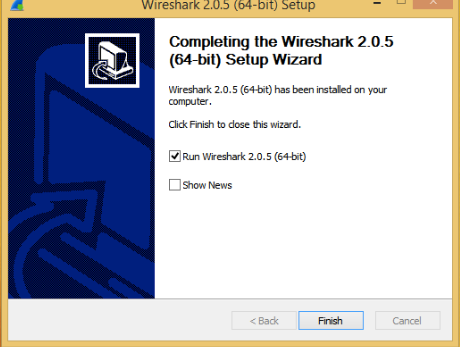 Wireshark 2.0.5 (64-bit) Setup
Completing the Wireshark 2.0.5
(64-bit) Setup Wizard
Wireshark 2.0.5 (64-bit) has been installed on your
computer.
Click Finish to close this wizard.
Run Wireshark 2.0.5 (64-bit)
Show News
< Back Finish Cancel